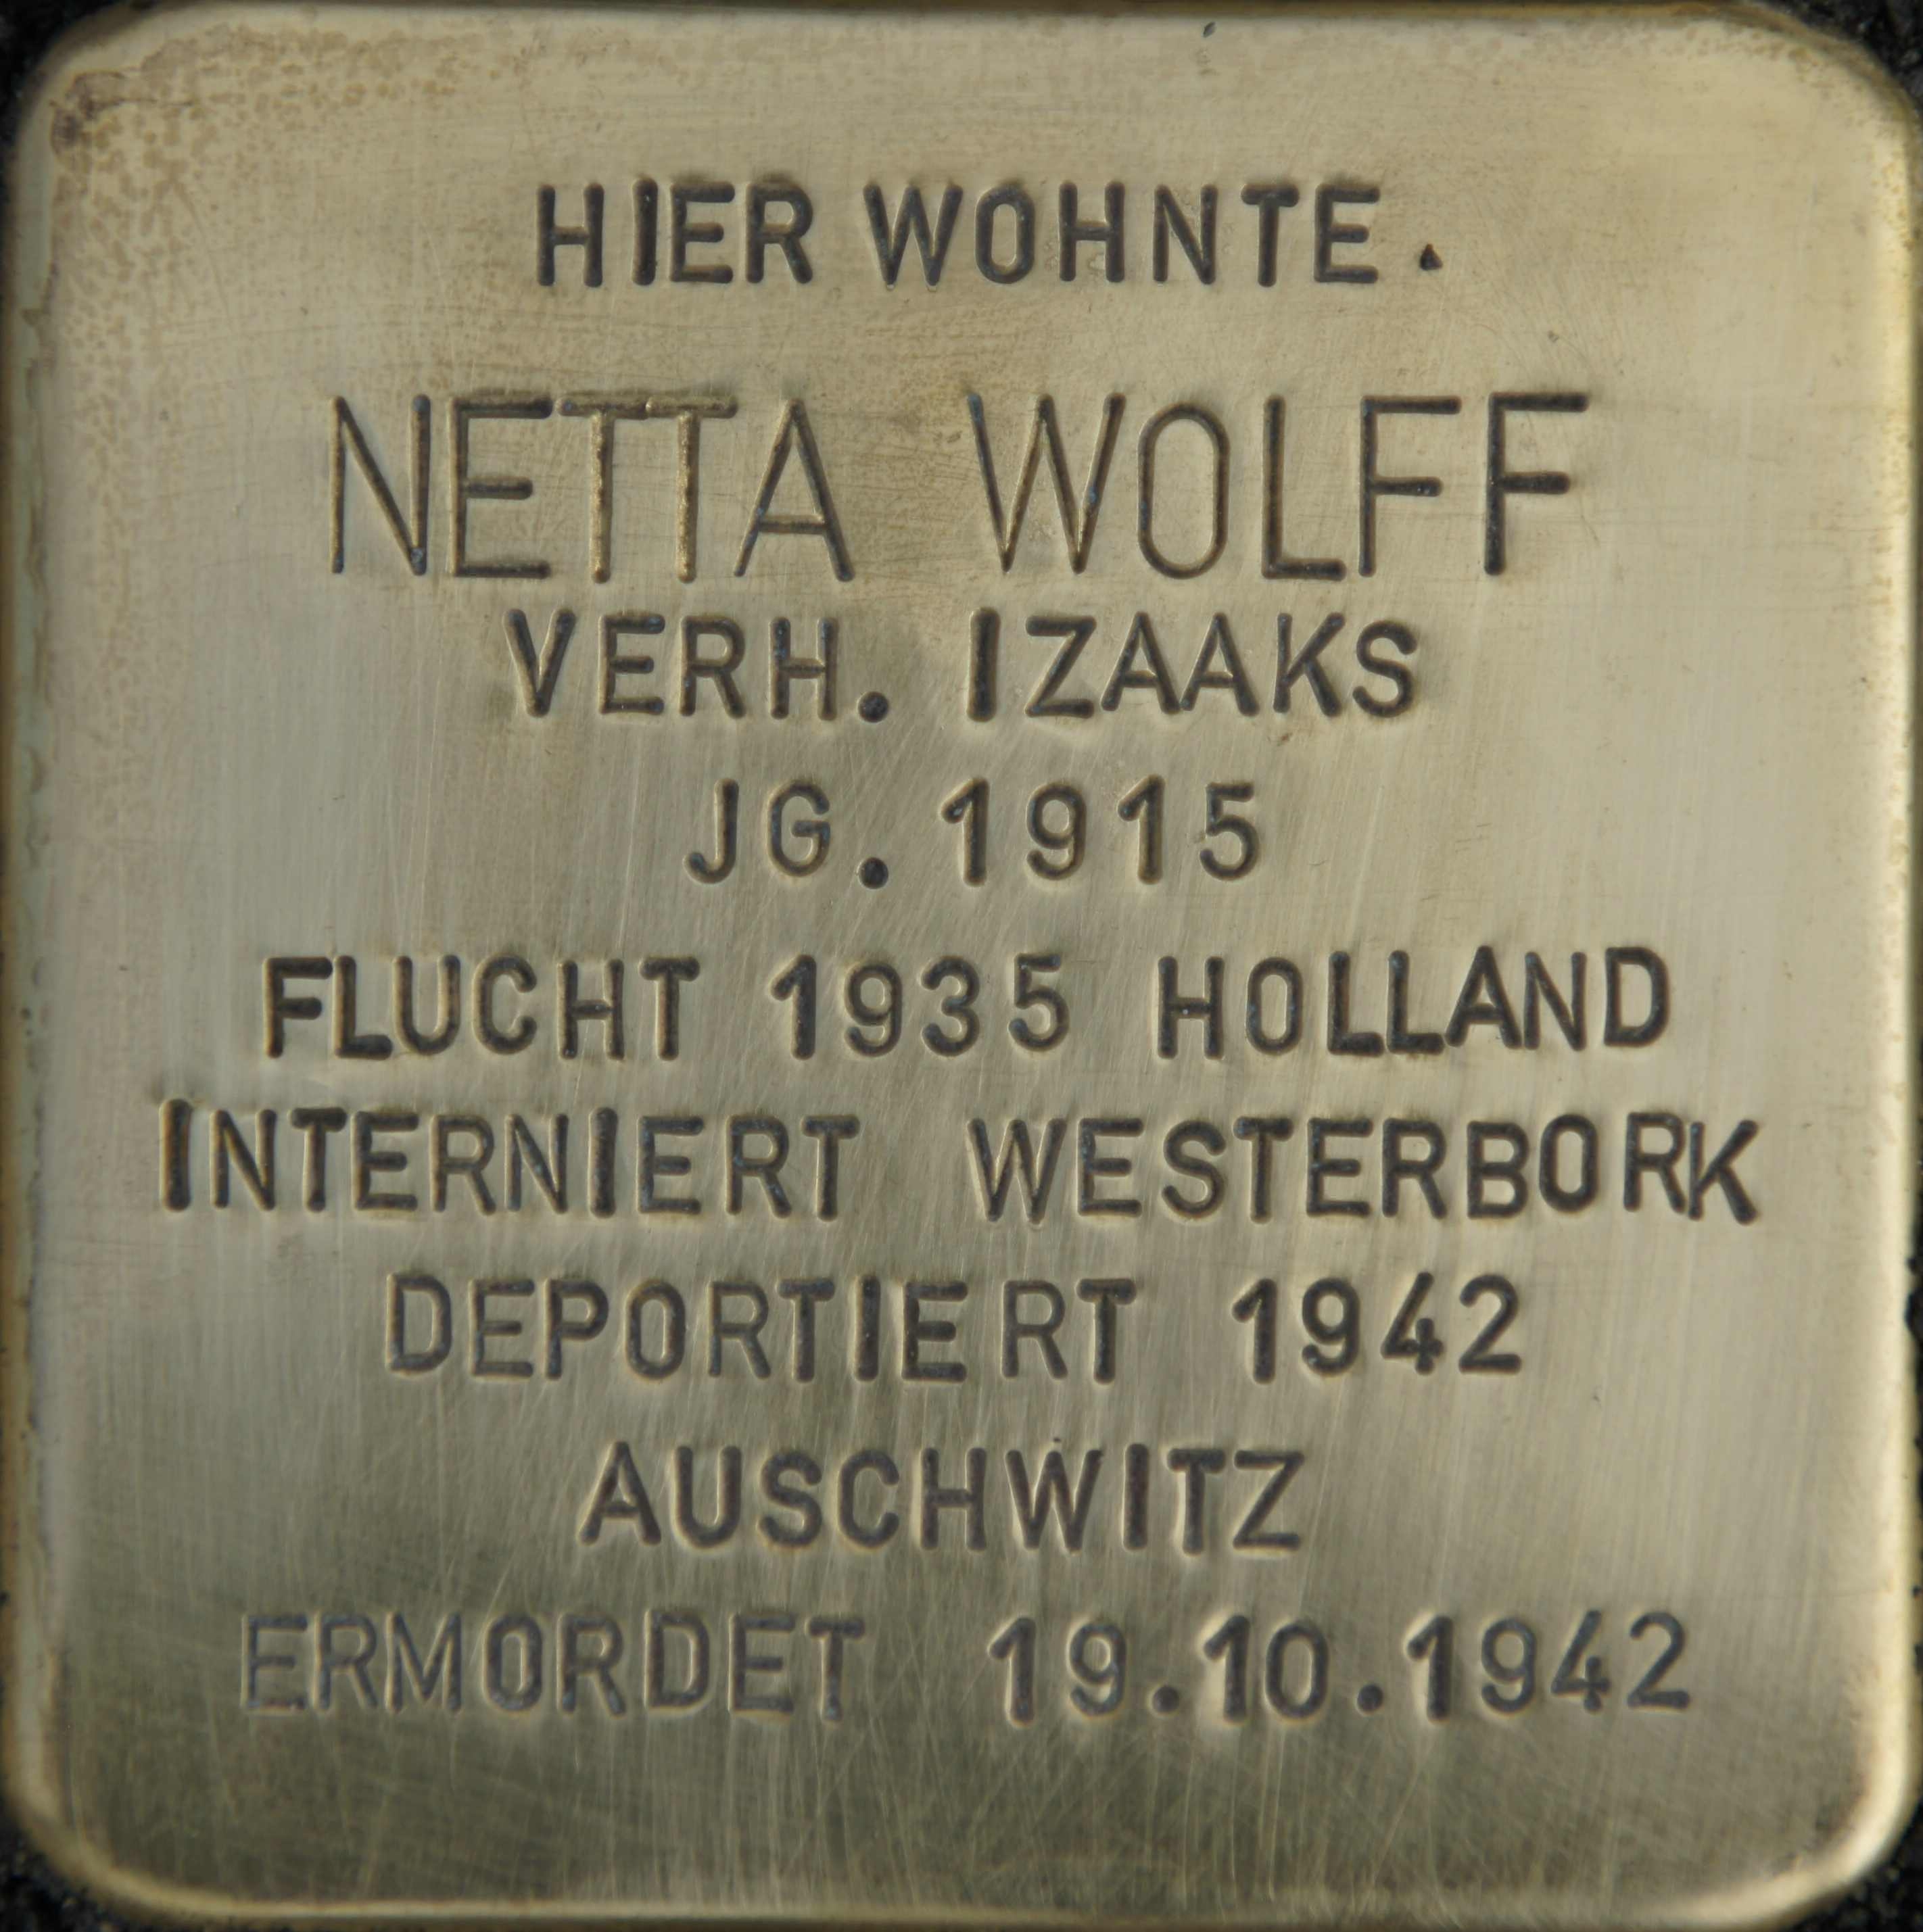 HIER WOHNTE.
NETTA WOLFF
VERH. IZAAKS
JG. 1915
FLUCHT 1935 HOLLAND
INTERNIERT WESTERBORK
DEPORTIERT 1942
AUSCHWITZ
ERMORDET 19.10.1942